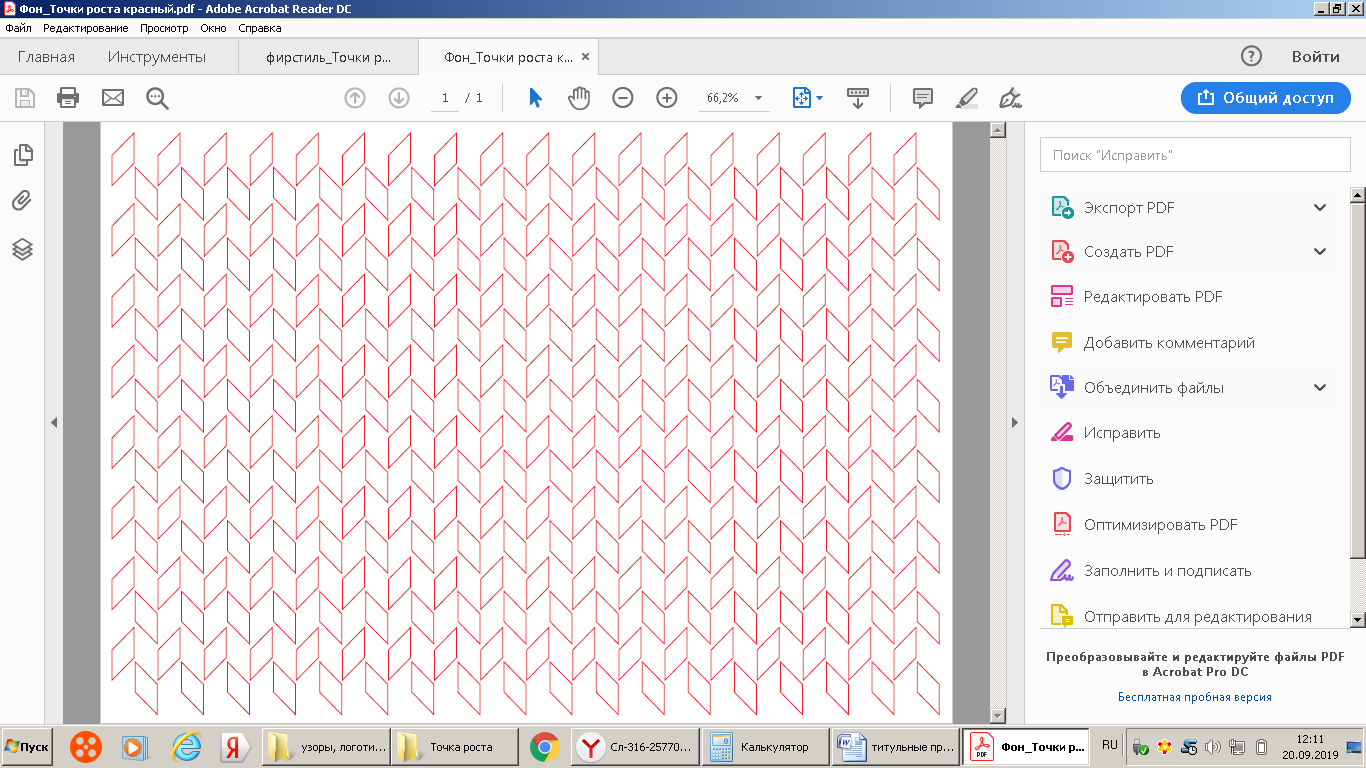 Фон_Точки роста красный.pdf - Adobe Acrobat Reader DC
Файл Редактирование Просмотр Окно Справка
Главная Инструменты фирстиль_Точки р... Фон_Точки роста к... Войти
1 / 1 66,2% Общий доступ
Поиск "Исправить"
Экспорт PDF
Создать PDF
Редактировать PDF
Добавить комментарий
Объединить файлы
Исправить
Защитить
Оптимизировать PDF
Заполнить и подписать
Отправить для редактирования
Преобразовывайте и редактируйте файлы PDF
в Acrobat Pro DC
Бесплатная пробная версия
Пуск узоры, логоти... Точка роста Сл-316-25770... Калькулятор титульные пр... Фон_Точки р... RU 12:11
20.09.2019